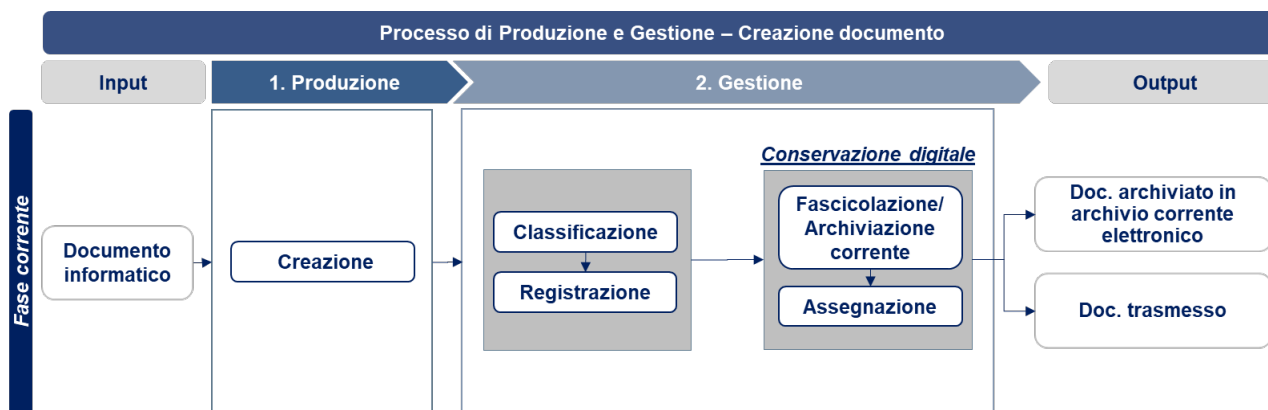 Processo di Produzione e Gestione – Creazione documento
Input
1. Produzione
2. Gestione
Output
Fase corrente
Documento
informatico
Creazione
Classificazione
Registrazione
Conservazione digitale
Fascicolazione/
Archiviazione
corrente
Assegnazione
Doc. archiviato in
archivio corrente
elettronico
Doc. trasmesso